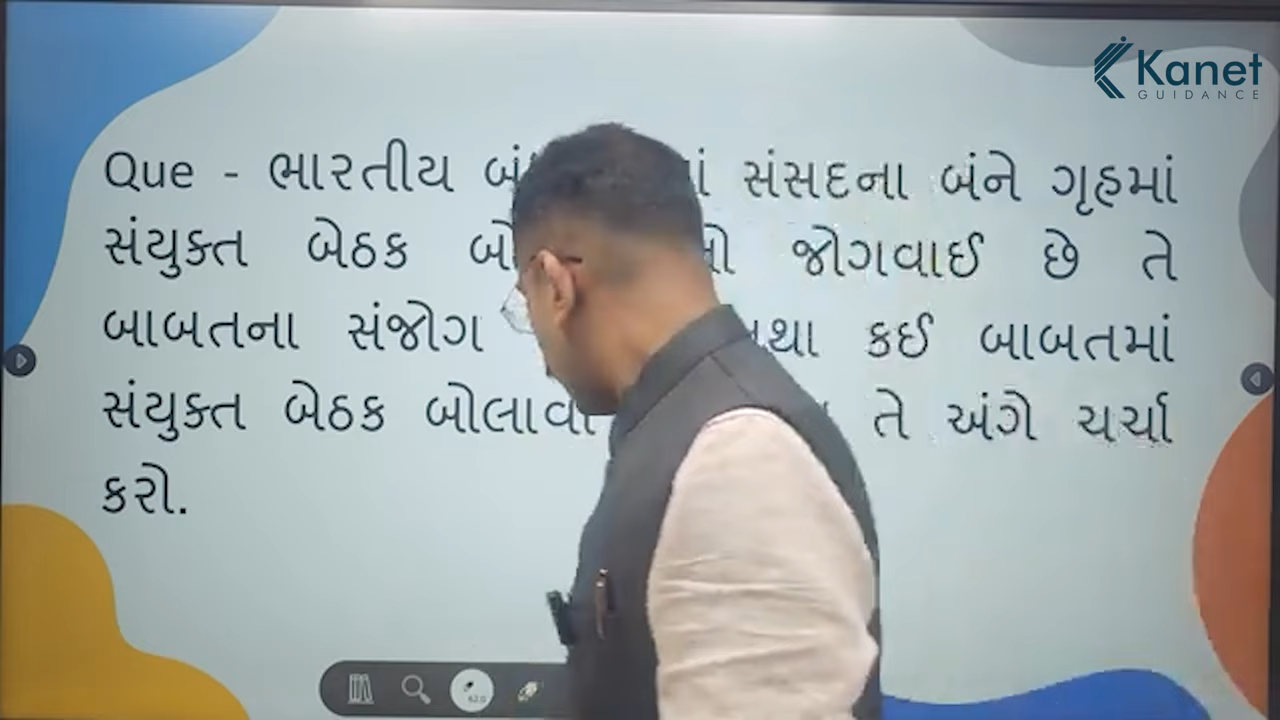 Kanet
GUIDANCE
Que - ભારતીય સંસદના બંને ગૃહમાં
સંયુક્ત બેઠક જોગવાઈ છે તે
બાબતના સંજોગ કઈ બાબતમાં
સંયુક્ત બેઠક તે અંગે ચર્ચા
કરો.